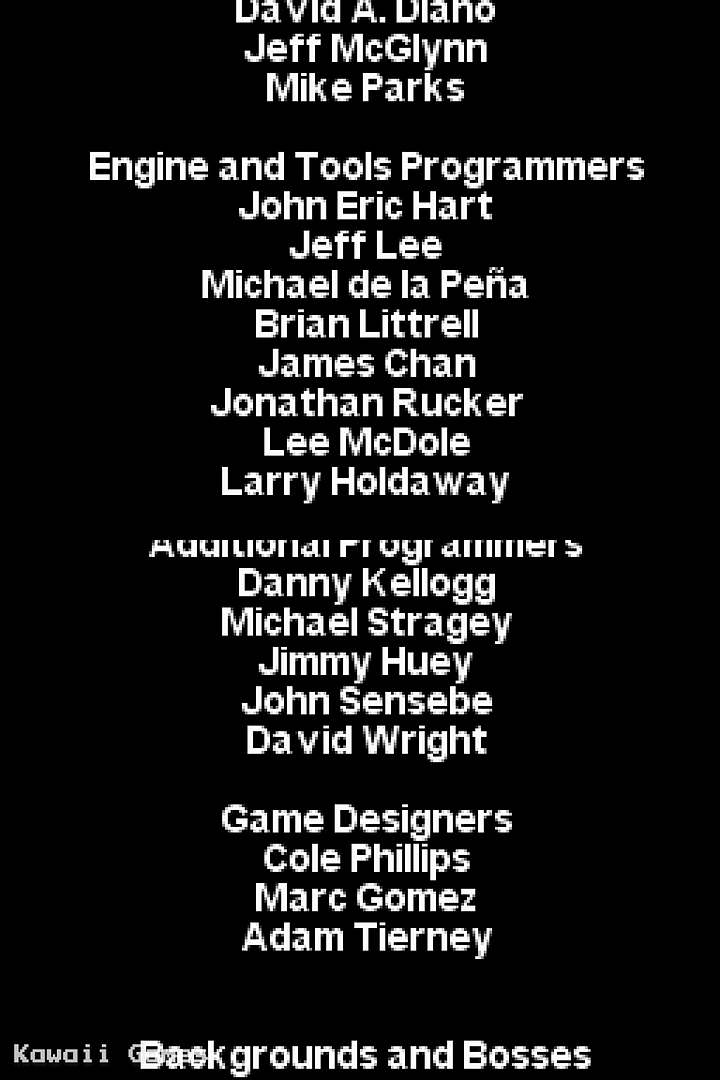 David A. Diano
Jeff McGlynn
Mike Parks
Engine and Tools Programmers
John Eric Hart
Jeff Lee
Michael de la Peña
Brian Littrell
James Chan
Jonathan Rucker
Lee McDole
Larry Holdaway
Additional Programmers
Danny Kellogg
Michael Stragey
Jimmy Huey
John Sensebe
David Wright
Game Designers
Cole Phillips
Marc Gomez
Adam Tierney
Kawaii Games
Backgrounds and Bosses